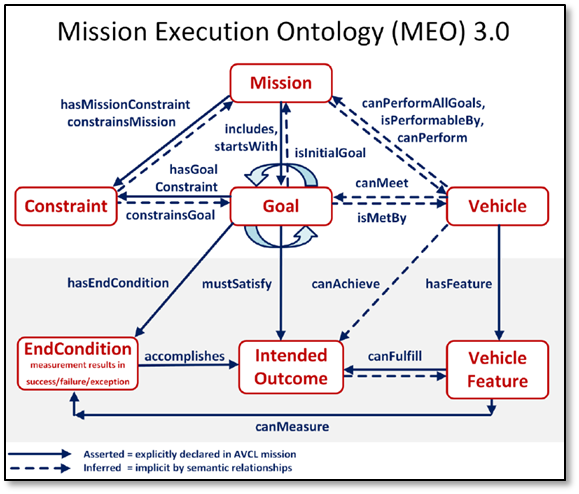 Mission Execution Ontology (MEO) 3.0
Mission
hasMissionConstraint
constrainsMission
canPerformAllGoals,
isPerformableBy,
canPerform
includes,
startsWith
isInitialGoal
hasGoal
Constraint
canMeet
Constraint
Goal
Vehicle
constrainsGoal
isMetBy
hasEndCondition
mustSatisfy
canAchieve
hasFeature
EndCondition
measurement results in
success/failure/exception
accomplishes
Intended
Outcome
canFulfill
Vehicle
Feature
canMeasure
Asserted = explicitly declared in AVCL mission
Inferred = implicit by semantic relationships